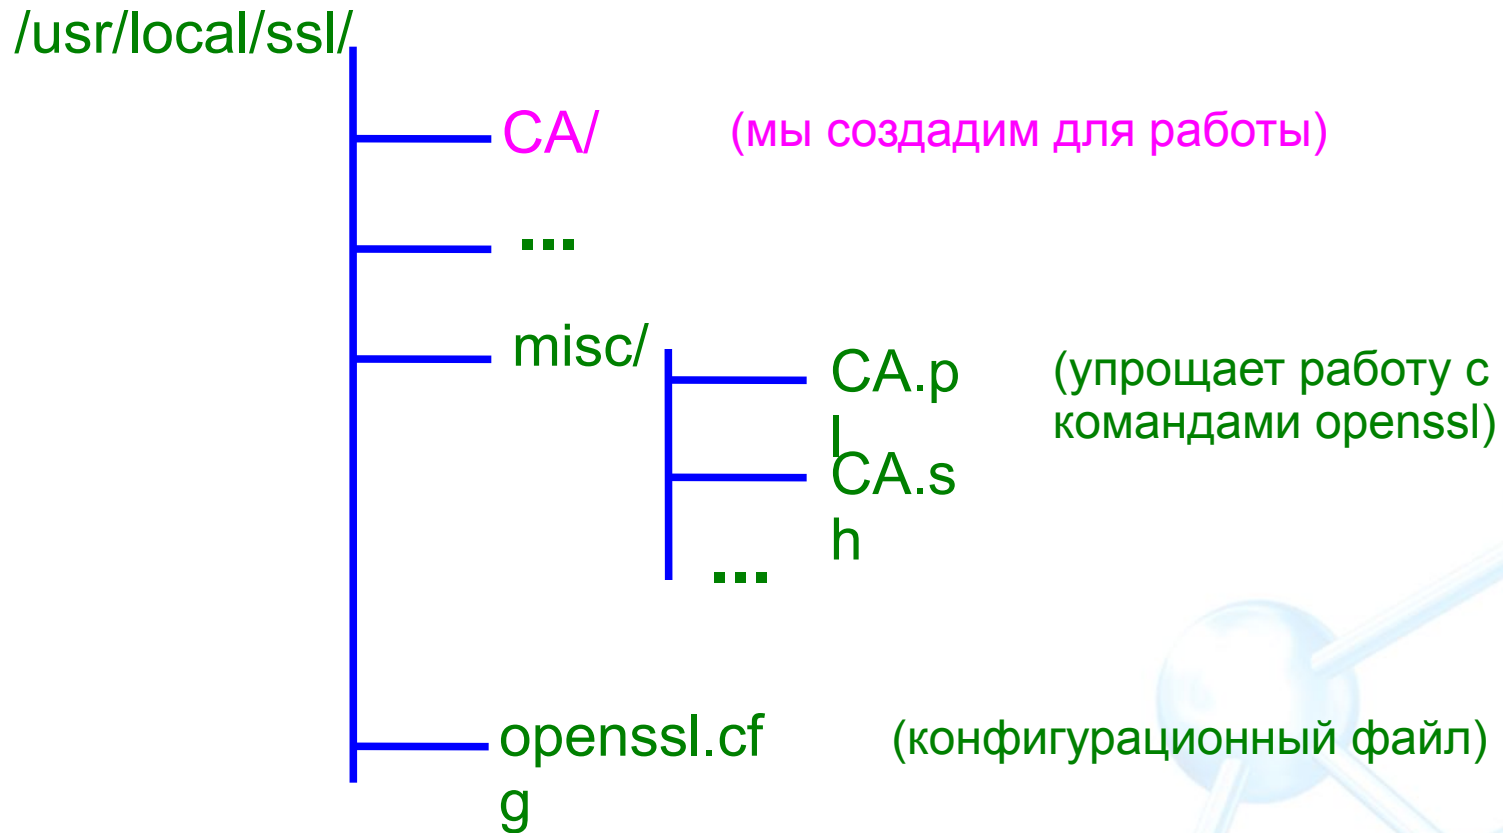 /usr/local/ssl/
CA/ (мы создадим для работы)
...
misc/
CA.p (упрощает работу с
l командами openssl)
CA.s
h
...
openssl.cf (конфигурационный файл)
g